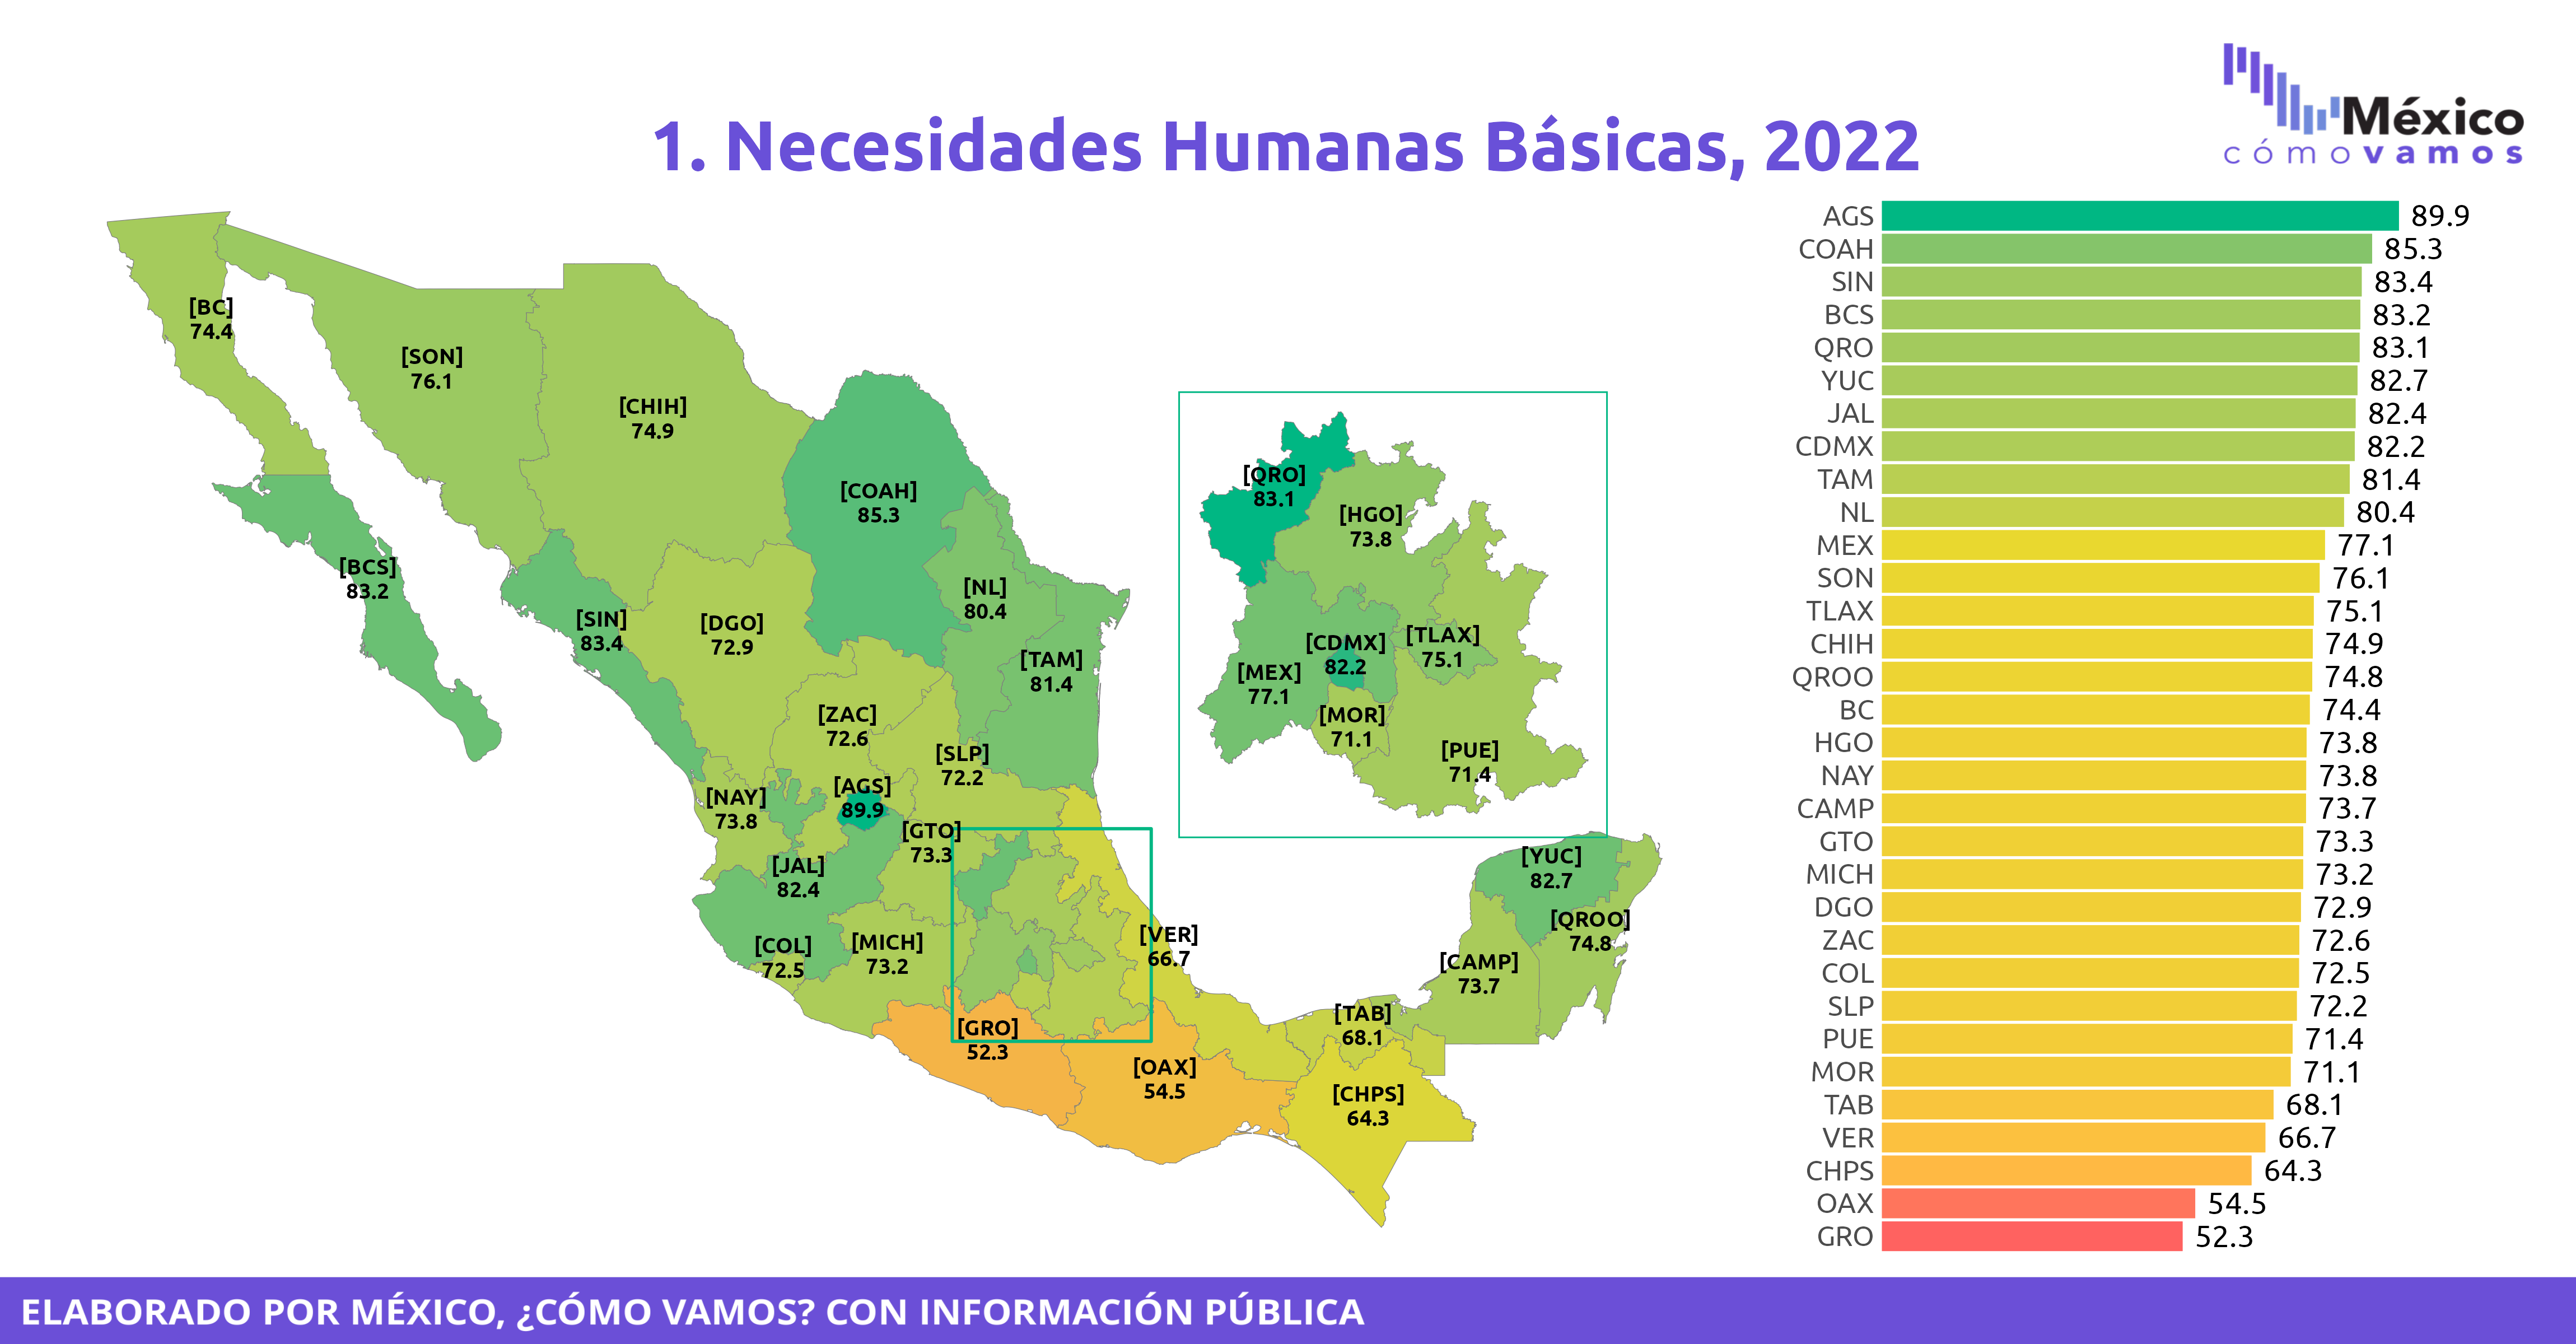 México
cómo vamos
1. Necesidades Humanas Básicas, 2022
[BC]
74.4
[SON]
76.1
[CHIH]
74.9
[COAH]
85.3
[BCS]
83.2
[SIN]
83.4
[DGO]
72.9
[NL]
80.4
[TAM]
81.4
[ZAC]
72.6
[SLP]
72.2
[AGS]
89.9
[NAY]
73.8
[GTO]
73.3
[JAL]
82.4
[COL]
72.5
[MICH]
73.2
[VER]
66.7
[GRO]
52.3
[OAX]
54.5
[TAB]
68.1
[CHPS]
64.3
[CAMP]
73.7
[YUC]
82.7
[QROO]
74.8
[QRO]
83.1
[HGO]
73.8
[CDMX]
82.2
[TLAX]
75.1
[MEX]
77.1
[MOR]
71.1
[PUE]
71.4
AGS 89.9
COAH 85.3
SIN 83.4
BCS 83.2
QRO 83.1
YUC 82.7
JAL 82.4
CDMX 82.2
TAM 81.4
NL 80.4
MEX 77.1
SON 76.1
TLAX 75.1
CHIH 74.9
QROO 74.8
BC 74.4
HGO 73.8
NAY 73.8
CAMP 73.7
GTO 73.3
MICH 73.2
DGO 72.9
ZAC 72.6
COL 72.5
SLP 72.2
PUE 71.4
MOR 71.1
TAB 68.1
VER 66.7
CHPS 64.3
OAX 54.5
GRO 52.3
ELABORADO POR MÉXICO, ¿CÓMO VAMOS? CON INFORMACIÓN PÚBLICA